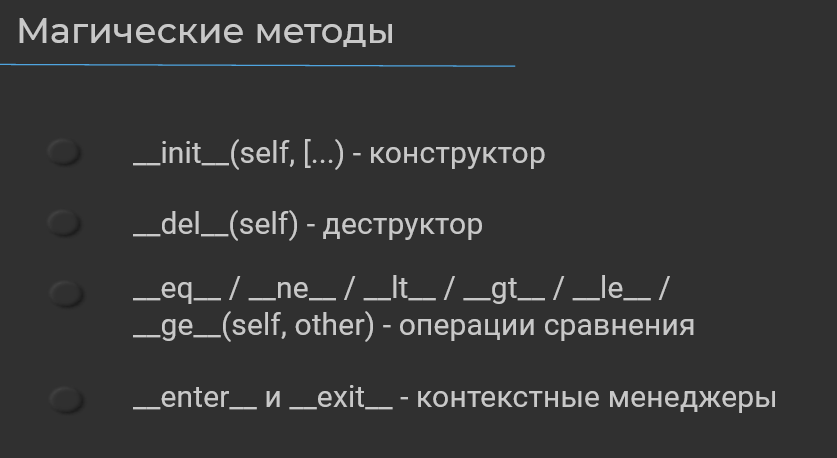 Магические методы
__init__(self, [...) - конструктор
__del__(self) - деструктор
__eq__ / __ne__ / __lt__ / __gt__ / __le__ /
__ge__(self, other) - операции сравнения
__enter__ и __exit__ - контекстные менеджеры